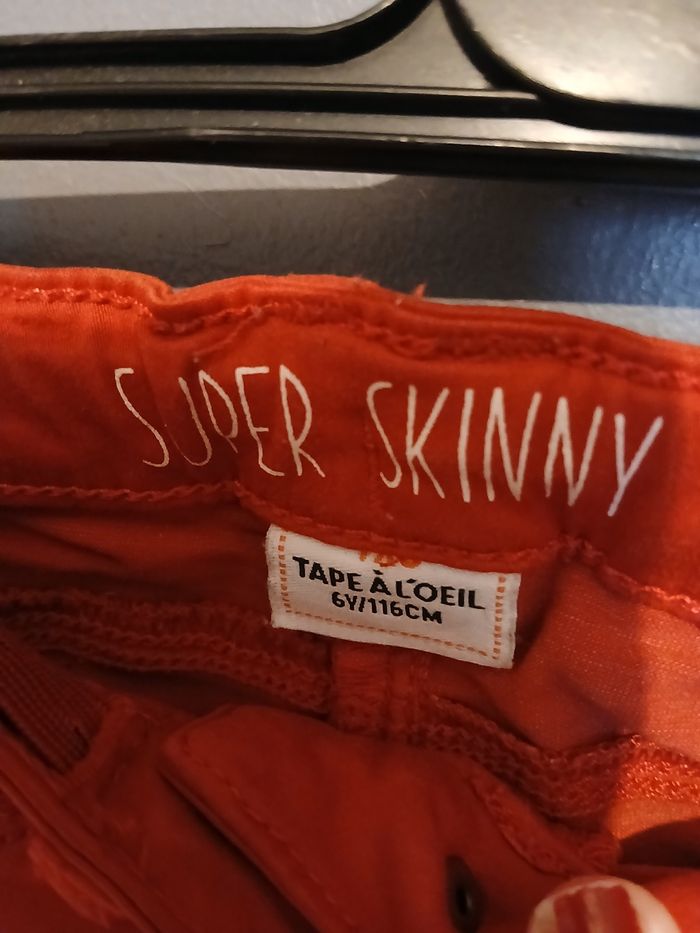 SUPER SKINNY
TAPE À L'OEIL
6Y/116CM